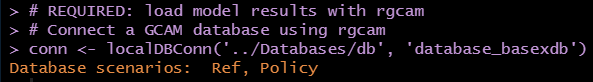 > # REQUIRED: load model results with rgcam
> # Connect a GCAM database using rgcam
> conn <- localDBConn('../Databases/db', 'database_basexdb')
Database scenarios:  Ref, Policy